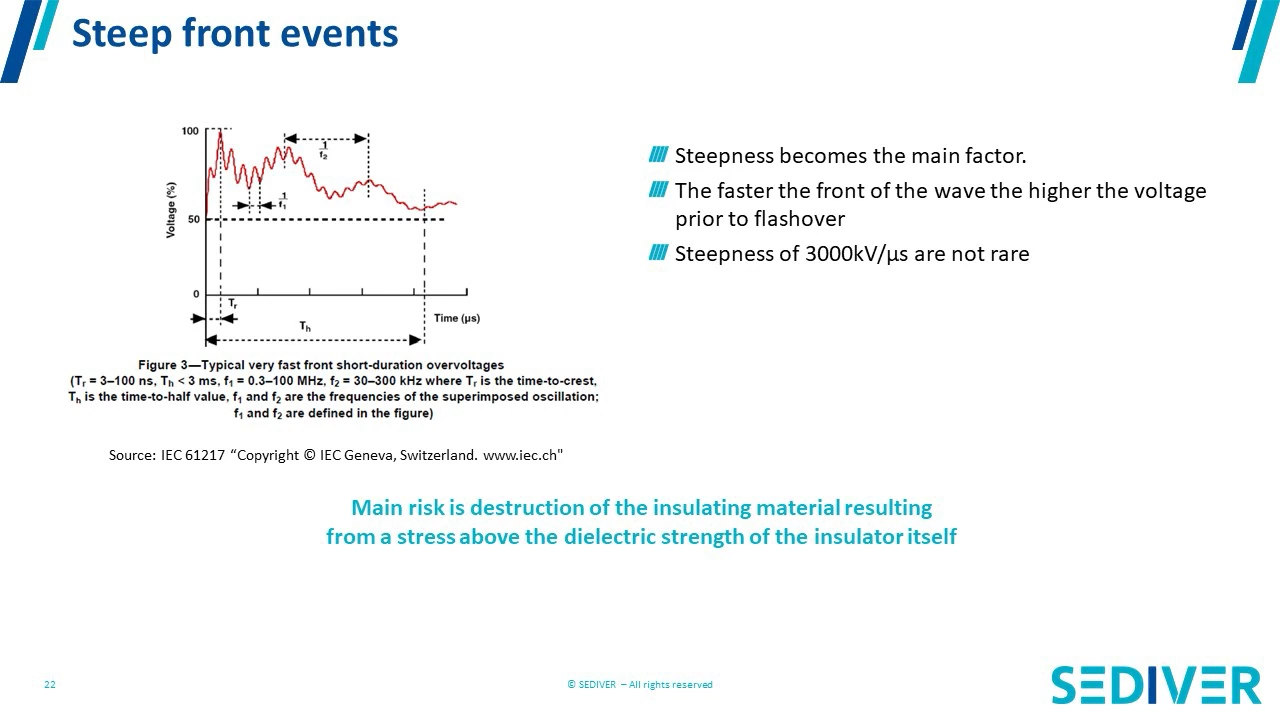 Steep front events
100
1
f2
Voltage (%)
1
f1
50
0
Tr
Th
Time (µs)
Figure 3—Typical very fast front short-duration overvoltages
(Tr = 3–100 ns, Th < 3 ms, f1 = 0.3–100 MHz, f2 = 30–300 kHz where Tr is the time-to-crest,
Th is the time-to-half value, f1 and f2 are the frequencies of the superimposed oscillation;
f1 and f2 are defined in the figure)
Source: IEC 61217 “Copyright © IEC Geneva, Switzerland. www.iec.ch"
Steepness becomes the main factor.
The faster the front of the wave the higher the voltage
prior to flashover
Steepness of 3000kV/µs are not rare
Main risk is destruction of the insulating material resulting
from a stress above the dielectric strength of the insulator itself
22
© SEDIVER – All rights reserved
SEDIVER